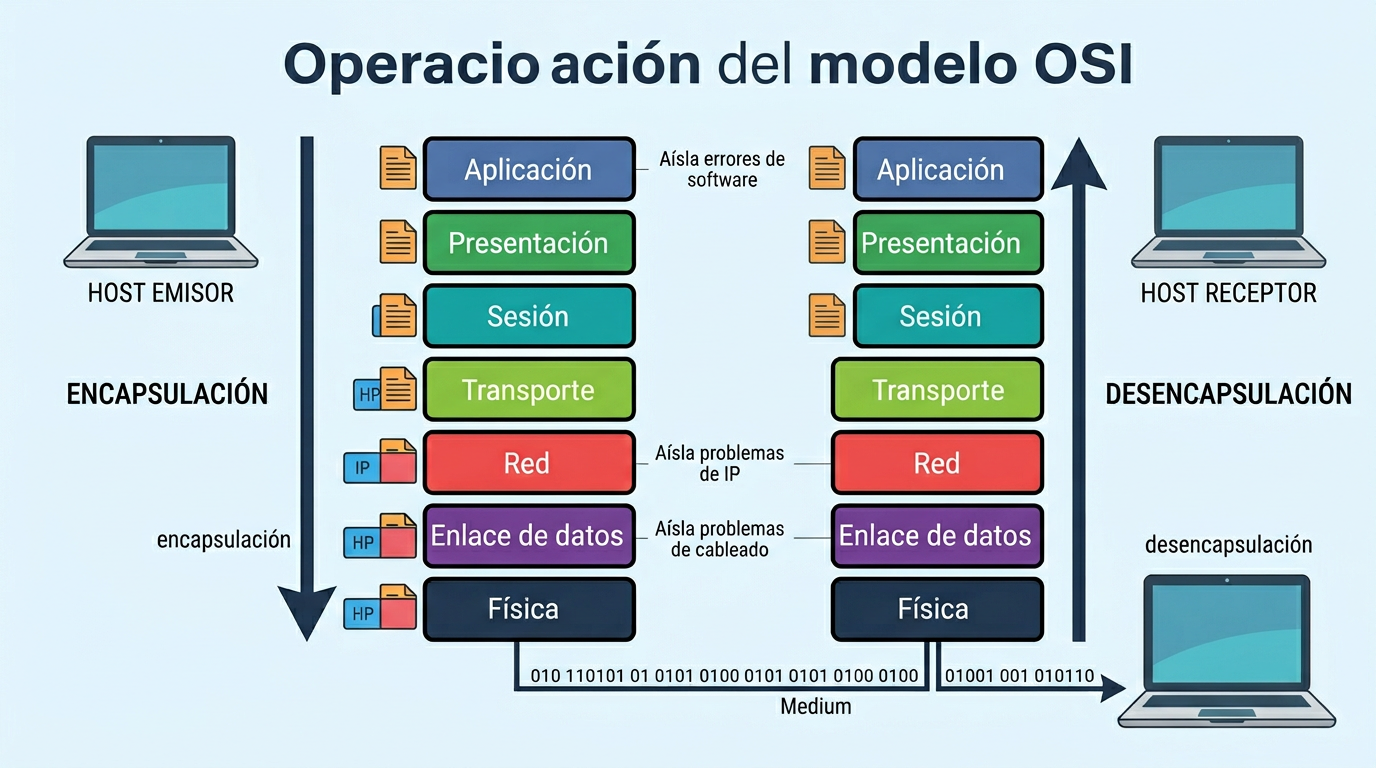 Operacio ación del modelo OSI
HOST EMISOR
ENCAPSULACIÓN
encapsulación
Aplicación
Presentación
Sesión
HP
Transporte
IP
Red
HP
Enlace de datos
HP
Física
Aísla errores de
software
Aísla problemas
de IP
Aísla problemas
de cableado
Aplicación
Presentación
Sesión
Transporte
Red
Enlace de datos
Física
HOST RECEPTOR
DESENCAPSULACIÓN
desencapsulación
010 110101 01 0101 0100 0101 0101 0100 0100
01001 001 010110
Medium